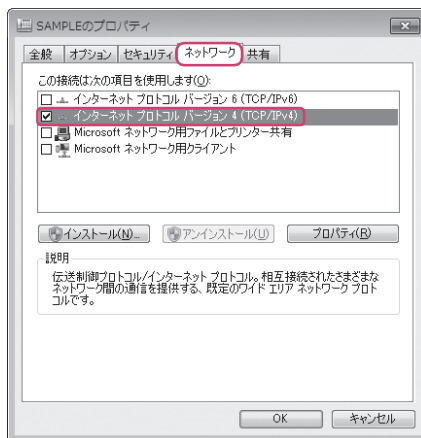 SAMPLEのプロパティ
全般 オプション セキュリティ ネットワーク 共有
この接続は次の項目を使用します(O):
インターネット プロトコル バージョン 6 (TCP/IPv6)
インターネット プロトコル バージョン 4 (TCP/IPv4)
Microsoft ネットワーク用ファイルとプリンター共有
Microsoft ネットワーク用クライアント
インストール(N)... アンインストール(U) プロパティ(R)
説明
伝送制御プロトコル/インターネット プロトコル。相互接続されたさまざまな
ネットワーク間の通信を提供する、既定のワイド エリア ネットワーク プロト
コルです。
OK キャンセル